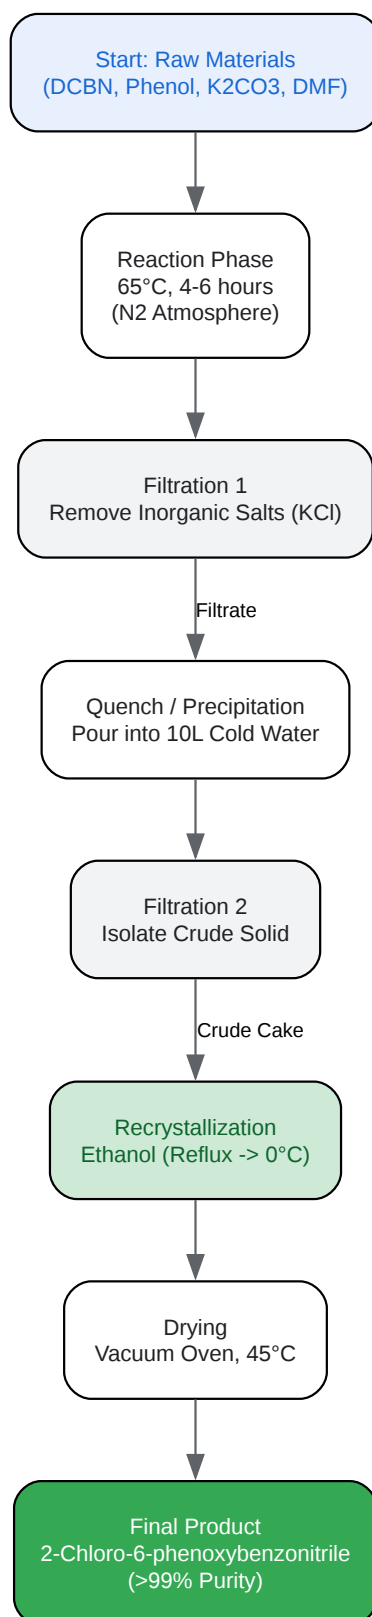 Start: Raw Materials
(DCBN, Phenol, K2CO3, DMF)
Reaction Phase
65°C, 4-6 hours
(N2 Atmosphere)
Filtration 1
Remove Inorganic Salts (KCl)
Filtrate
Quench / Precipitation
Pour into 10L Cold Water
Filtration 2
Isolate Crude Solid
Crude Cake
Recrystallization
Ethanol (Reflux -> 0°C)
Drying
Vacuum Oven, 45°C
Final Product
2-Chloro-6-phenoxybenzonitrile
(>99% Purity)